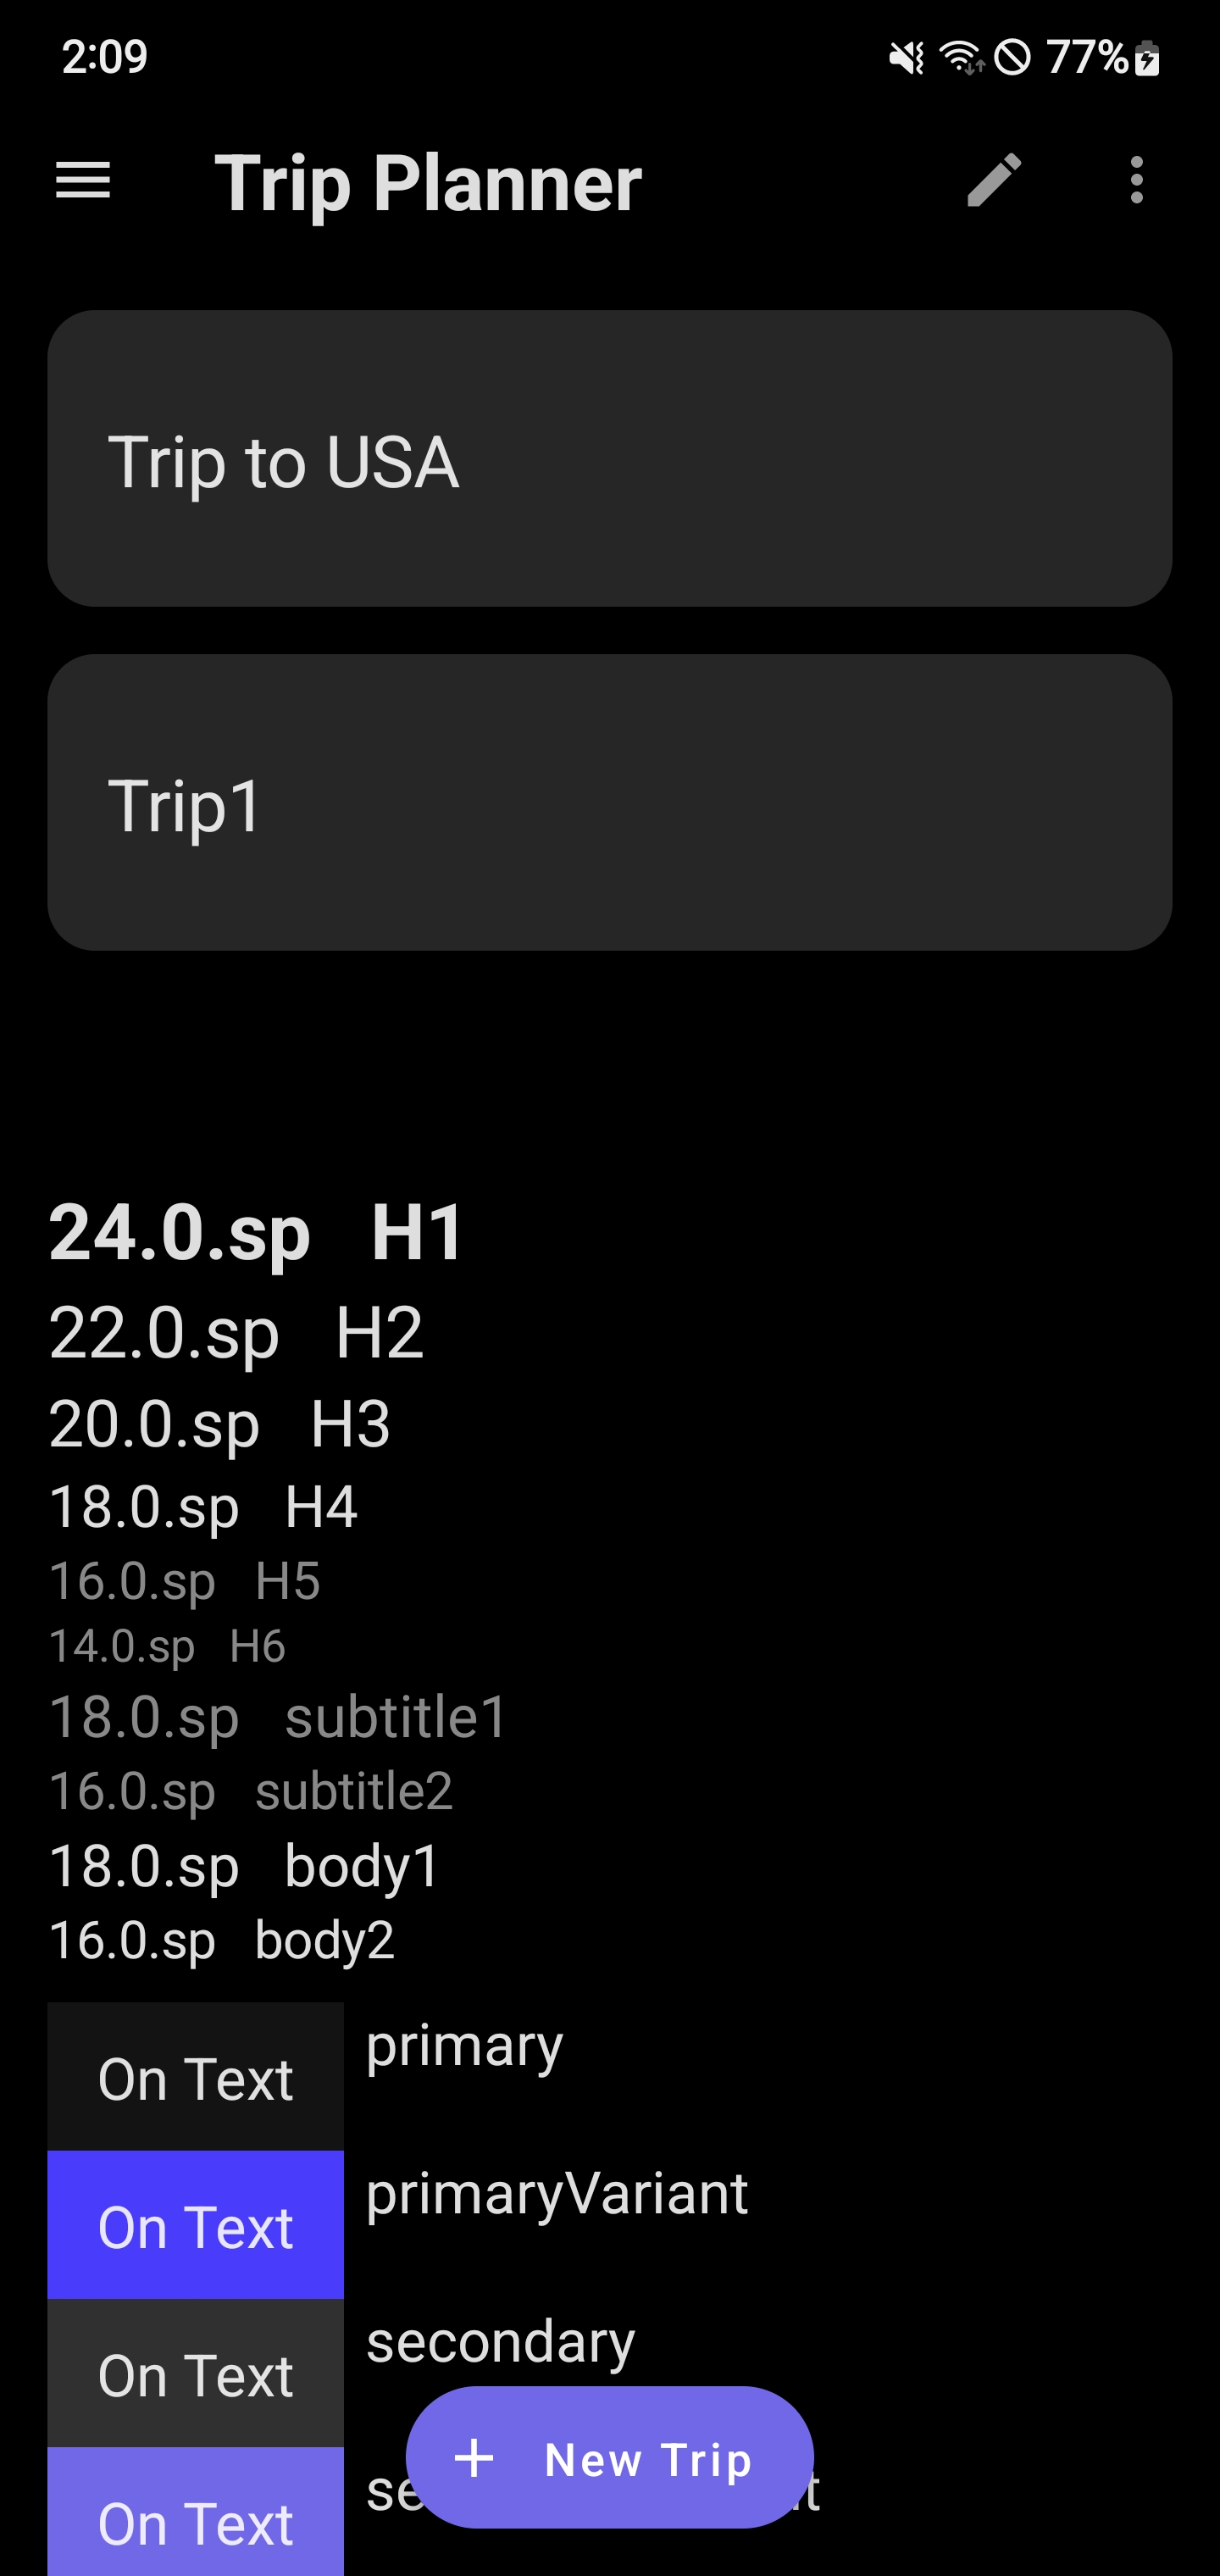 2:09 77%
Trip Planner
Trip to USA
Trip1
24.0.sp H1
22.0.sp H2
20.0.sp H3
18.0.sp H4
16.0.sp H5
14.0.sp H6
18.0.sp subtitle1
16.0.sp subtitle2
18.0.sp body1
16.0.sp body2
On Text primary
On Text primaryVariant
On Text secondary
New Trip
On Text